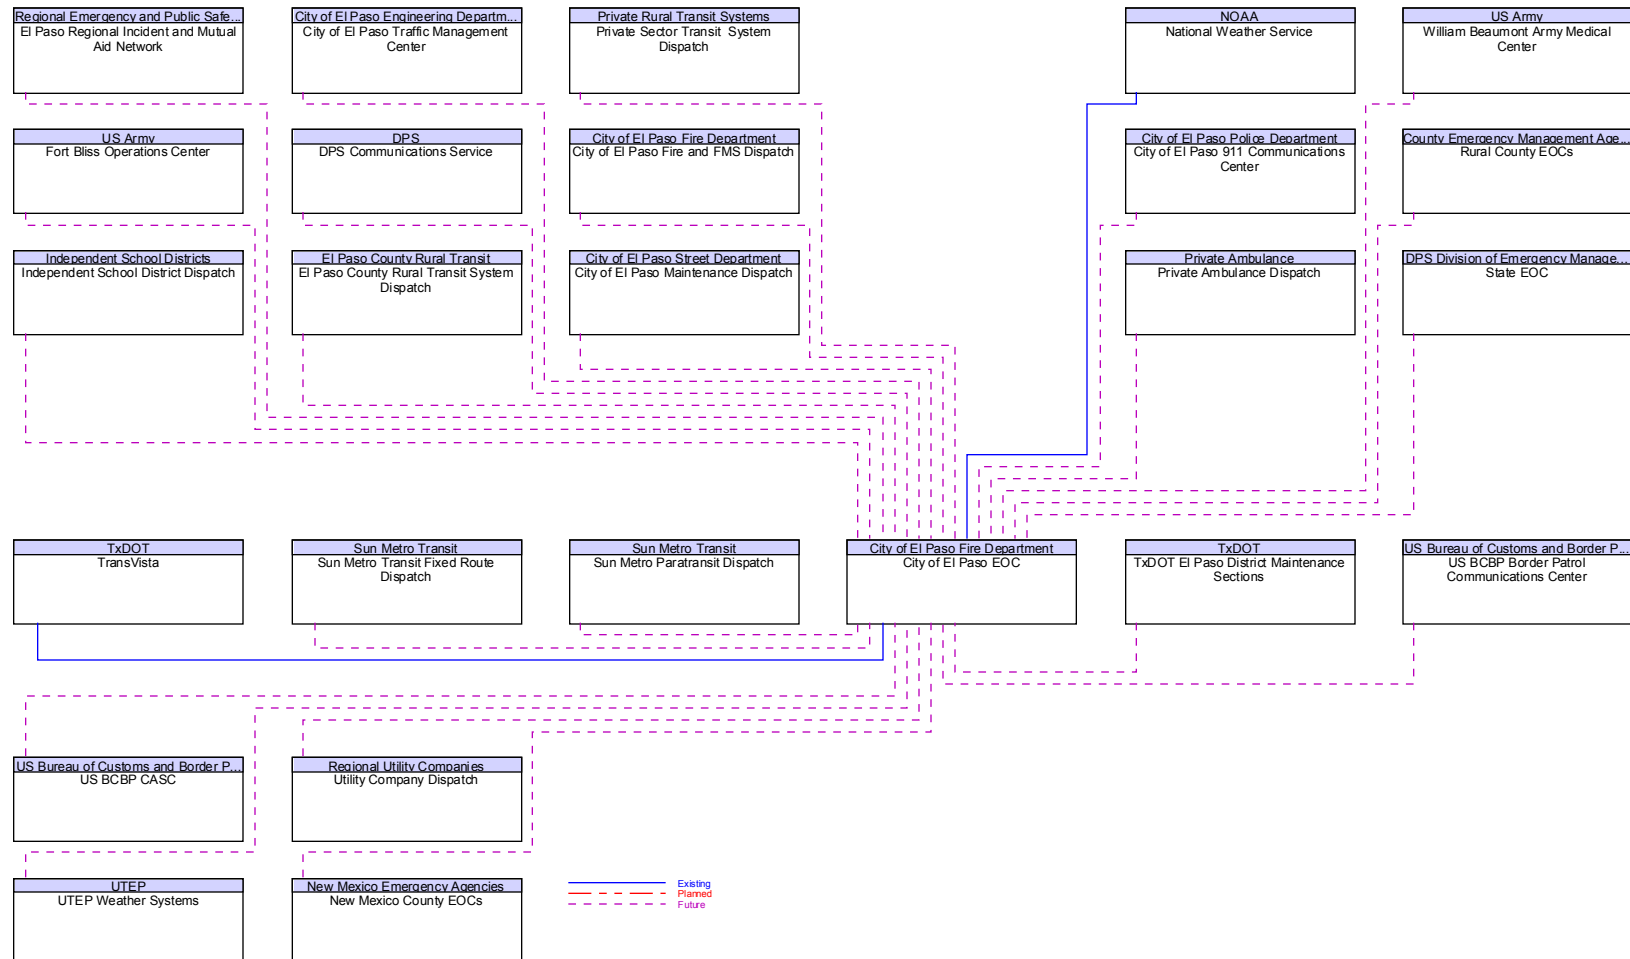 Regional Emergency and Public Safe...
El Paso Regional Incident and Mutual
Aid Network
City of El Paso Engineering Departm...
City of El Paso Traffic Management
Center
Private Rural Transit Systems
Private Sector Transit System
Dispatch
NOAA
National Weather Service
US Army
William Beaumont Army Medical
Center
US Army
Fort Bliss Operations Center
DPS
DPS Communications Service
City of El Paso Fire Department
City of El Paso Fire and FMS Dispatch
City of El Paso Police Department
City of El Paso 911 Communications
Center
County Emergency Management Age...
Rural County EOCs
Independent School Districts
Independent School District Dispatch
El Paso County Rural Transit
El Paso County Rural Transit System
Dispatch
City of El Paso Street Department
City of El Paso Maintenance Dispatch
Private Ambulance
Private Ambulance Dispatch
DPS Division of Emergency Manage...
State EOC
TxDOT
TransVista
Sun Metro Transit
Sun Metro Transit Fixed Route
Dispatch
Sun Metro Transit
Sun Metro Paratransit Dispatch
City of El Paso Fire Department
City of El Paso EOC
TxDOT
TxDOT El Paso District Maintenance
Sections
US Bureau of Customs and Border P...
US BCBP Border Patrol
Communications Center
US Bureau of Customs and Border P...
US BCBP CASC
Regional Utility Companies
Utility Company Dispatch
UTEP
UTEP Weather Systems
New Mexico Emergency Agencies
New Mexico County EOCs
Existing
Planned
Future